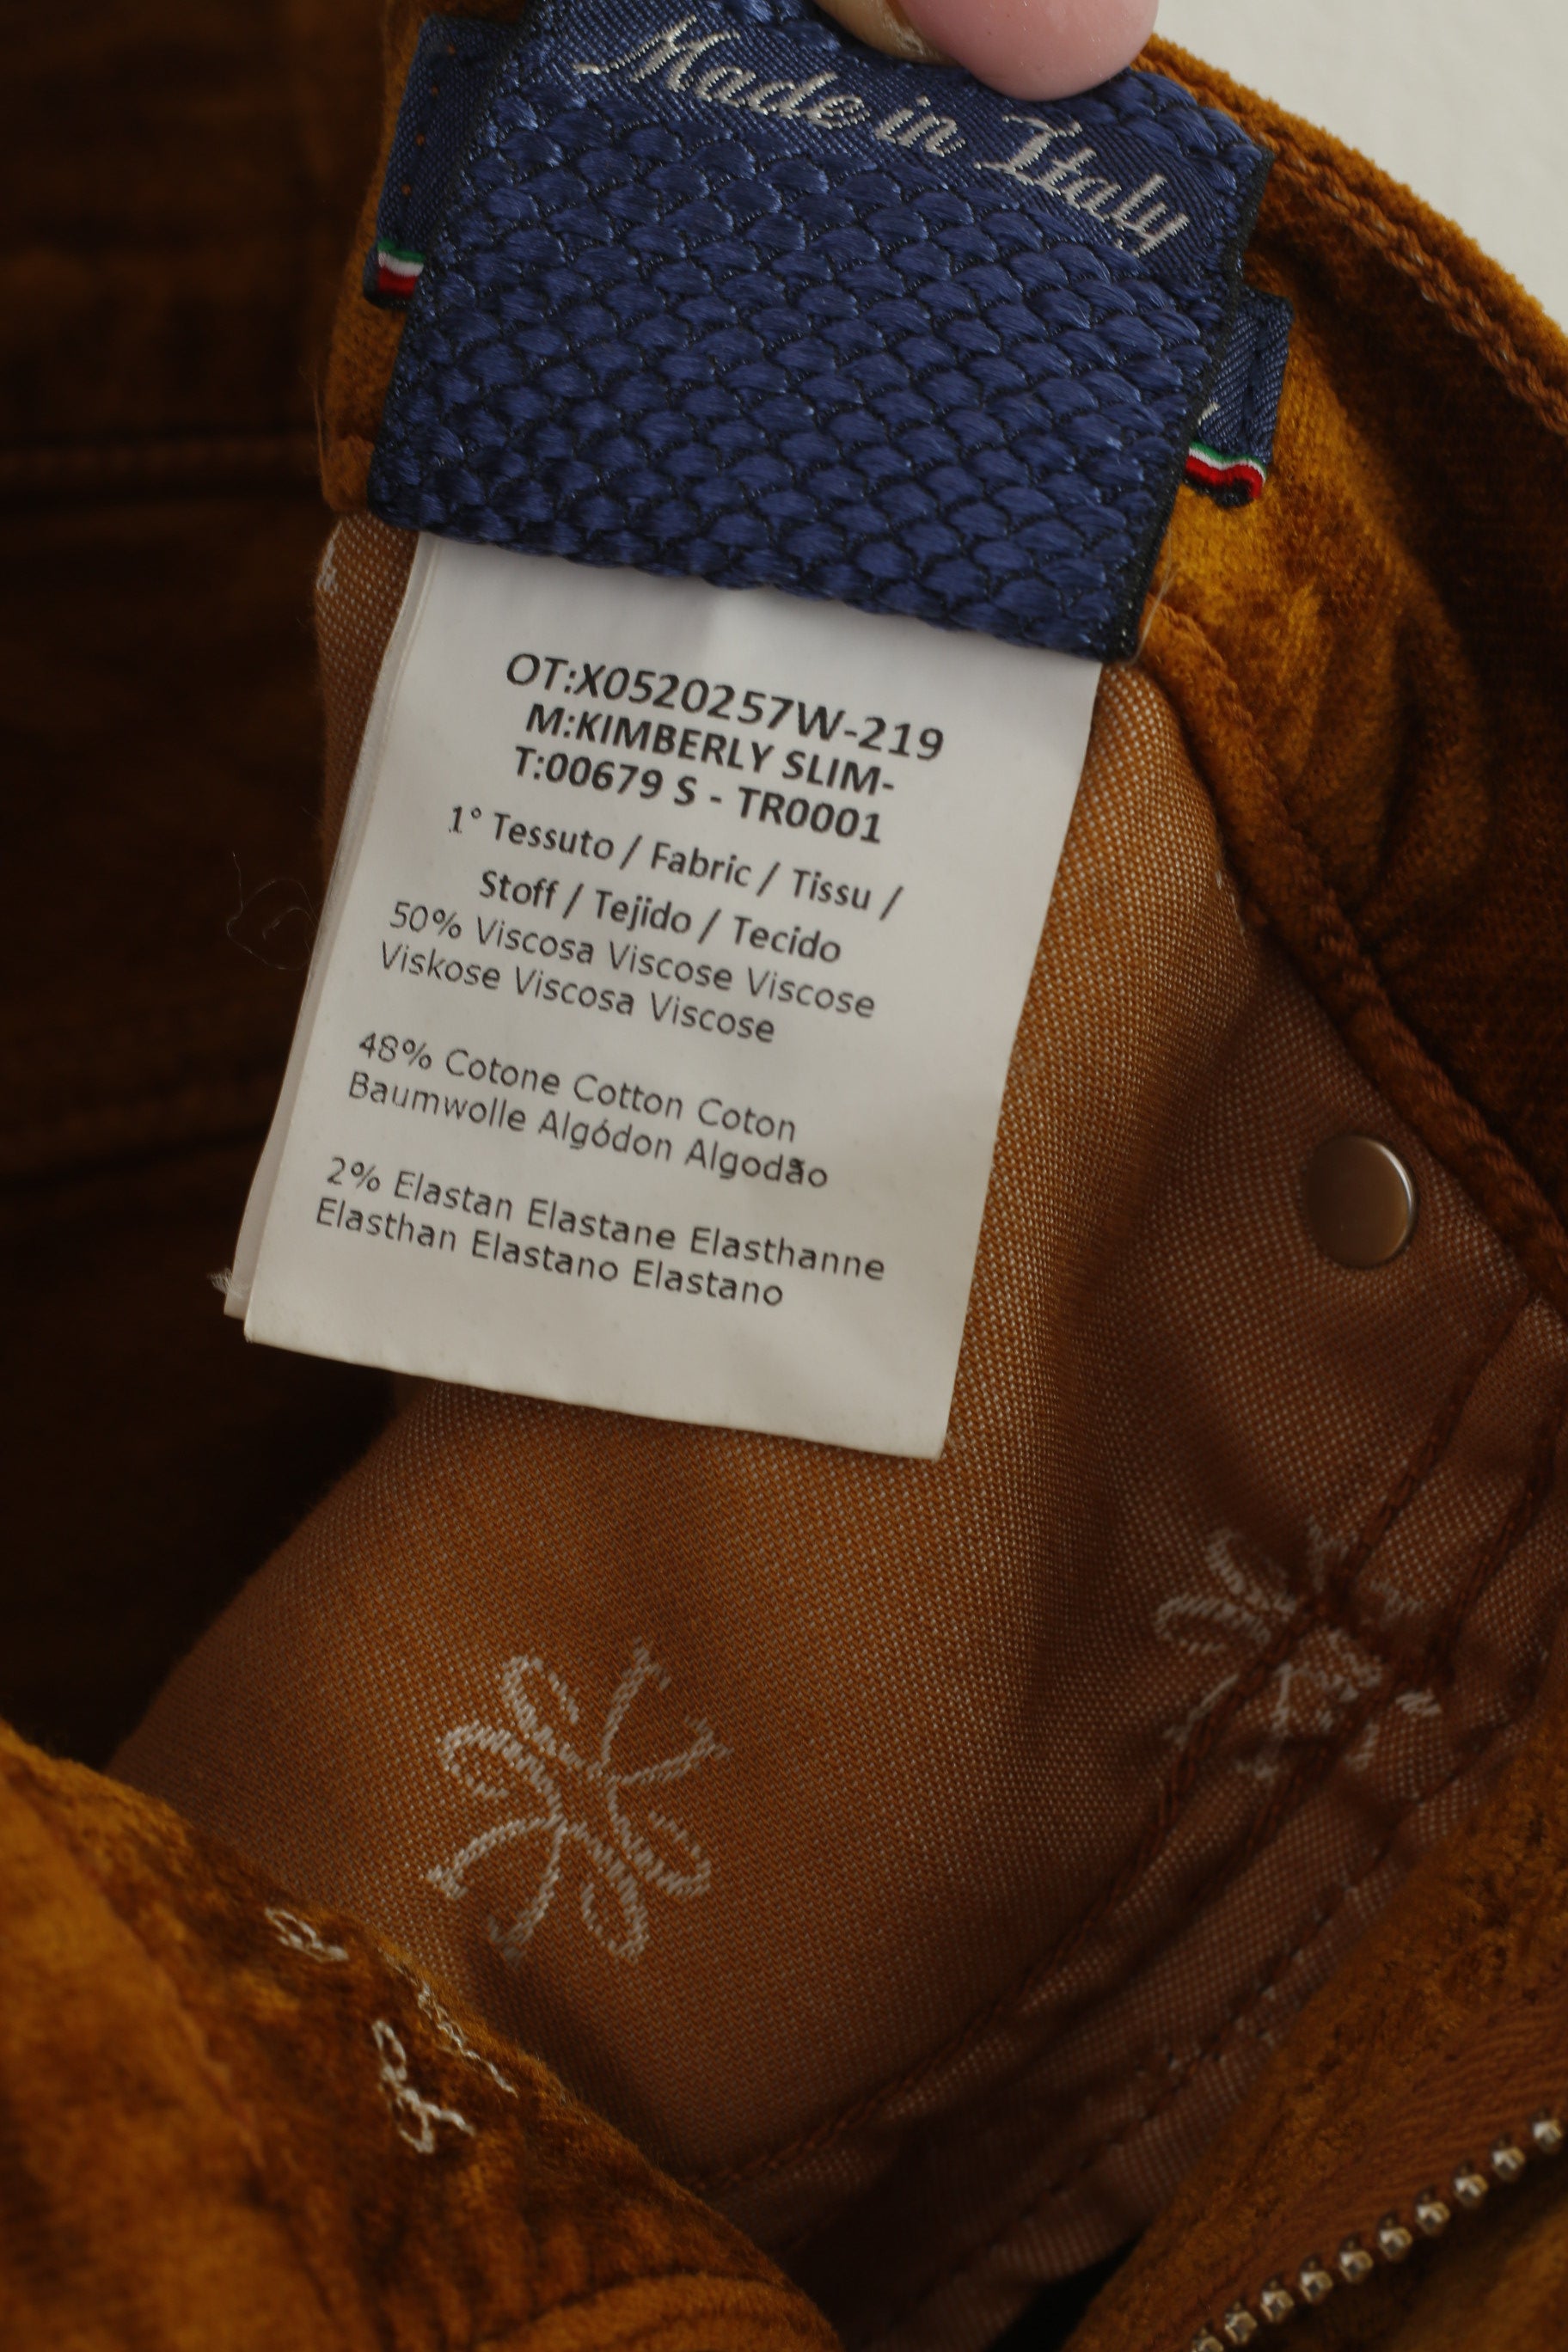 Made in Italy
OT:X0520257W-219
M:KIMBERLY SLIM-
T:00679 S - TR0001
1° Tessuto / Fabric / Tissu /
Stoff / Tejido / Tecido
50% Viscosa Viscose Viscose
Viskose Viscosa Viscose
48% Cotone Cotton Coton
Baumwolle Algódon Algodão
2% Elastan Elastane Elasthanne
Elasthan Elastano Elastano